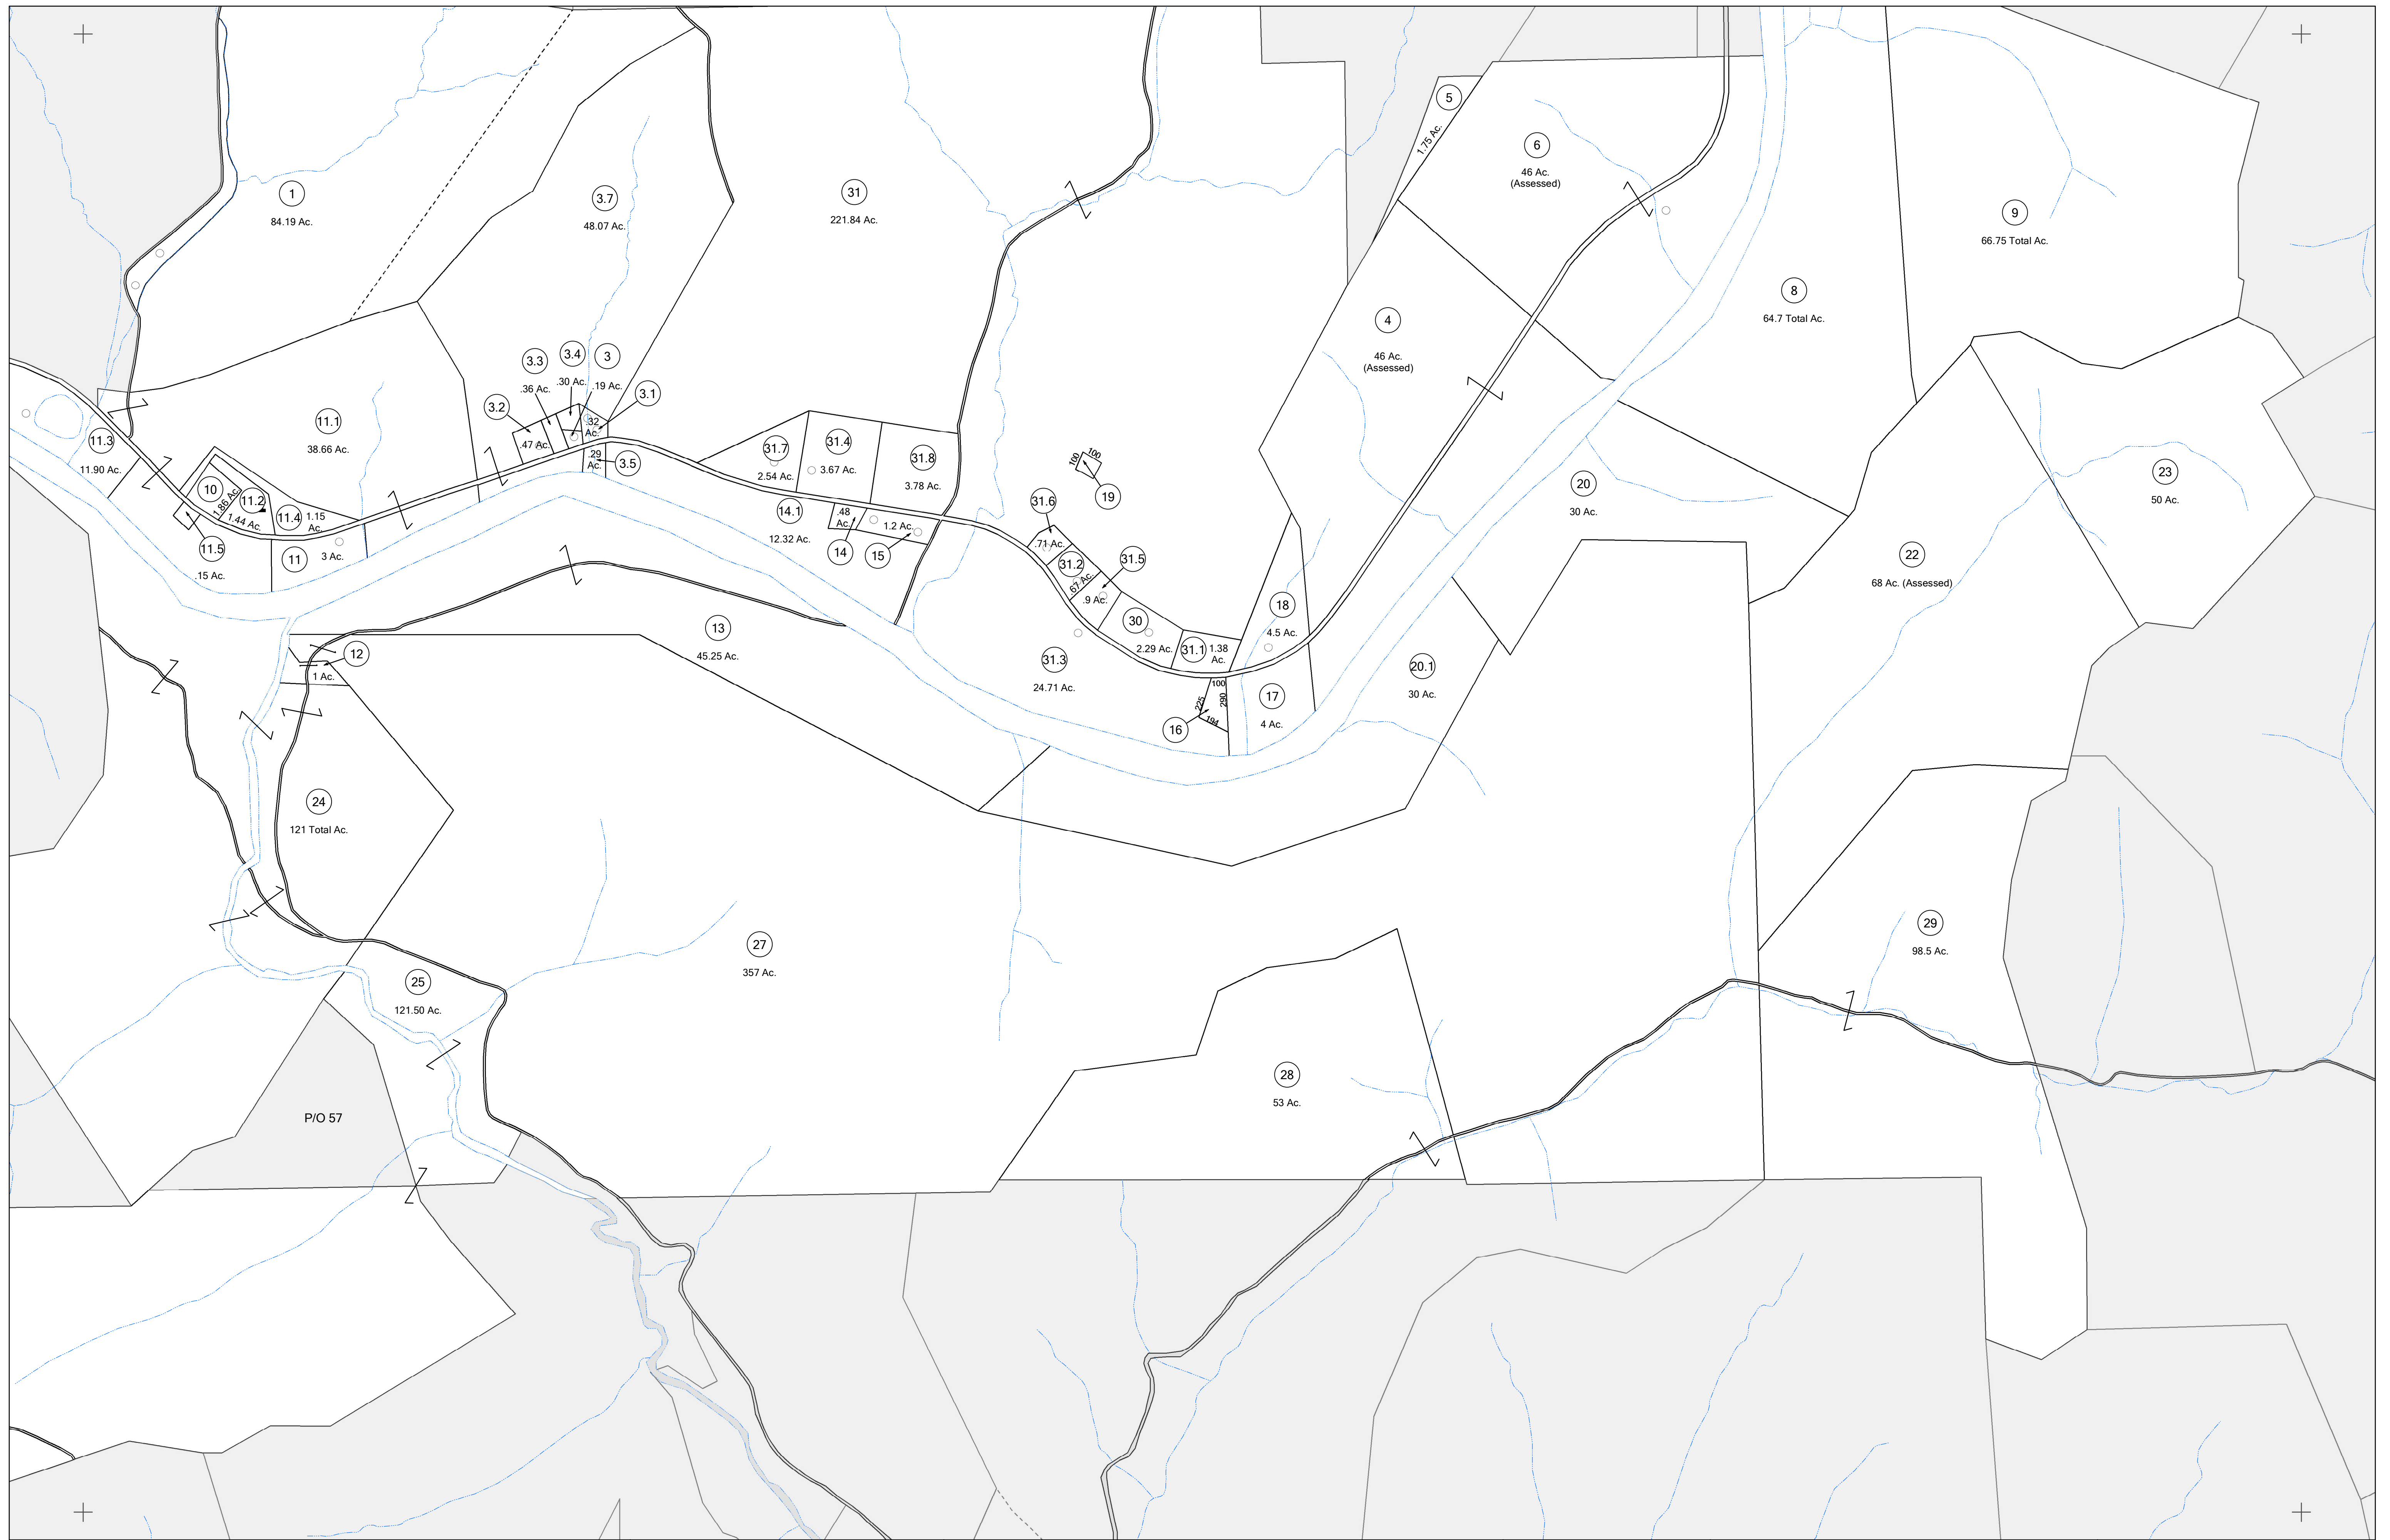 5
1.75 Ac.
6
46 Ac.
(Assessed)
1
84.19 Ac.
3.7
48.07 Ac.
31
221.84 Ac.
9
66.75 Total Ac.
8
64.7 Total Ac.
4
46 Ac.
(Assessed)
3.3
.36 Ac.
3.4
.30 Ac.
3
.19 Ac.
3.1
.32
Ac.
3.2
.47 Ac.
.29
Ac.
3.5
11.3
11.90 Ac.
11.1
38.66 Ac.
10
1.86 Ac.
11.2
1.44 Ac.
11.4
1.15
Ac.
11.5
.15 Ac.
11
3 Ac.
31.7
2.54 Ac.
31.4
3.67 Ac.
31.8
3.78 Ac.
14.1
12.32 Ac.
.48
Ac.
14
1.2 Ac.
15
100
100
19
31.6
.71 Ac.
31.2
.67 Ac.
31.5
.9 Ac.
30
2.29 Ac.
31.1
1.38
Ac.
18
4.5 Ac.
20
30 Ac.
23
50 Ac.
22
68 Ac. (Assessed)
13
45.25 Ac.
12
1 Ac.
31.3
24.71 Ac.
100
225
290
194
16
17
4 Ac.
20.1
30 Ac.
24
121 Total Ac.
27
357 Ac.
25
121.50 Ac.
29
98.5 Ac.
28
53 Ac.
P/O 57